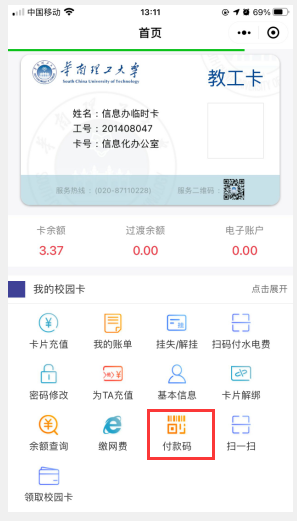 中国移动 13:11 69%
首页
華南理工大學
South China University of Technology
教工卡
姓名：信息办临时卡
工号：201408047
卡号：信息化办公室
服务热线：(020-87110228) 服务二维码：
卡余额 过渡余额 电子账户
3.37 0.00 0.00
我的校园卡 点击展开
卡片充值 我的账单 挂失/解挂 扫码付水电费
密码修改 为TA充值 基本信息 卡片解绑
余额查询 缴网费 付款码 扫一扫
领取校园卡